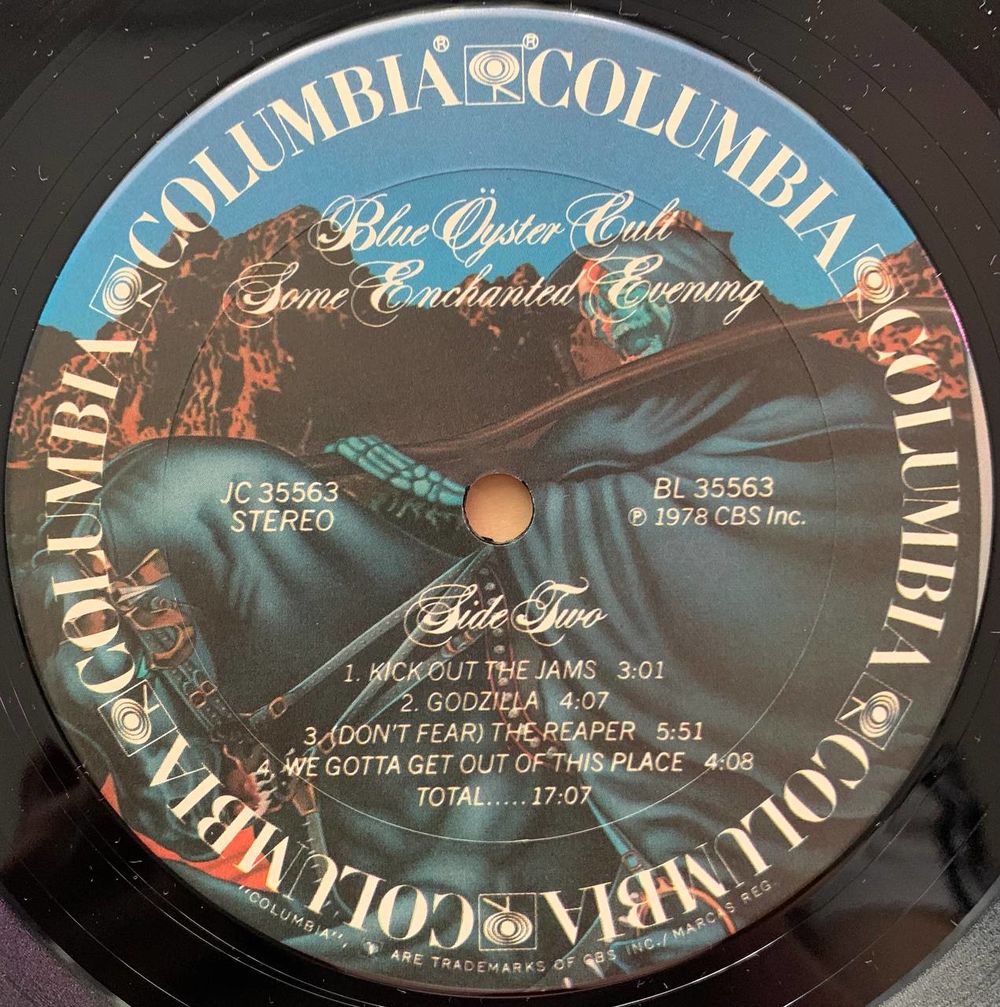 COLUMBIA®
®COLUMBIA
COLUMBIA
COLUMBIA
COLUMBIA
COLUMBIA
Blue Öyster Cult
Some Enchanted Evening
JC 35563
STEREO
BL 35563
℗ 1978 CBS Inc.
Side Two
1. KICK OUT THE JAMS 3:01
2. GODZILLA 4:07
3. (DON'T FEAR) THE REAPER 5:51
4. WE GOTTA GET OUT OF THIS PLACE 4:08
TOTAL..... 17:07
"COLUMBIA", ARE TRADEMARKS OF CBS INC./ MARCAS REG.